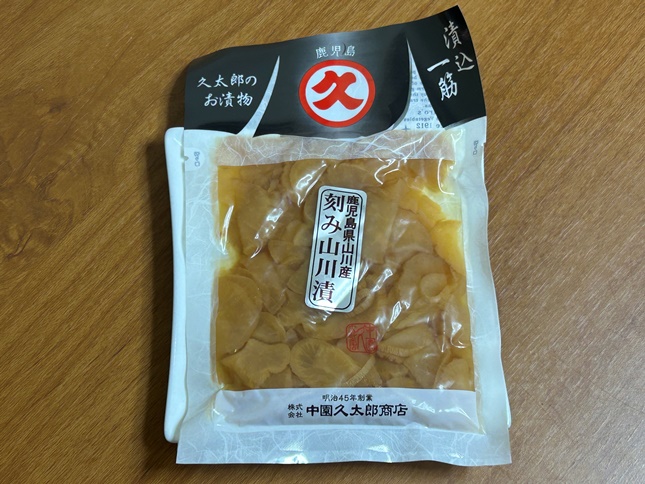 鹿児島
久
久太郎の
お漬物
漬込
一筋
1912
鹿児島県山川産
刻み山川漬
明治45年創業
株式会社
中園久太郎商店